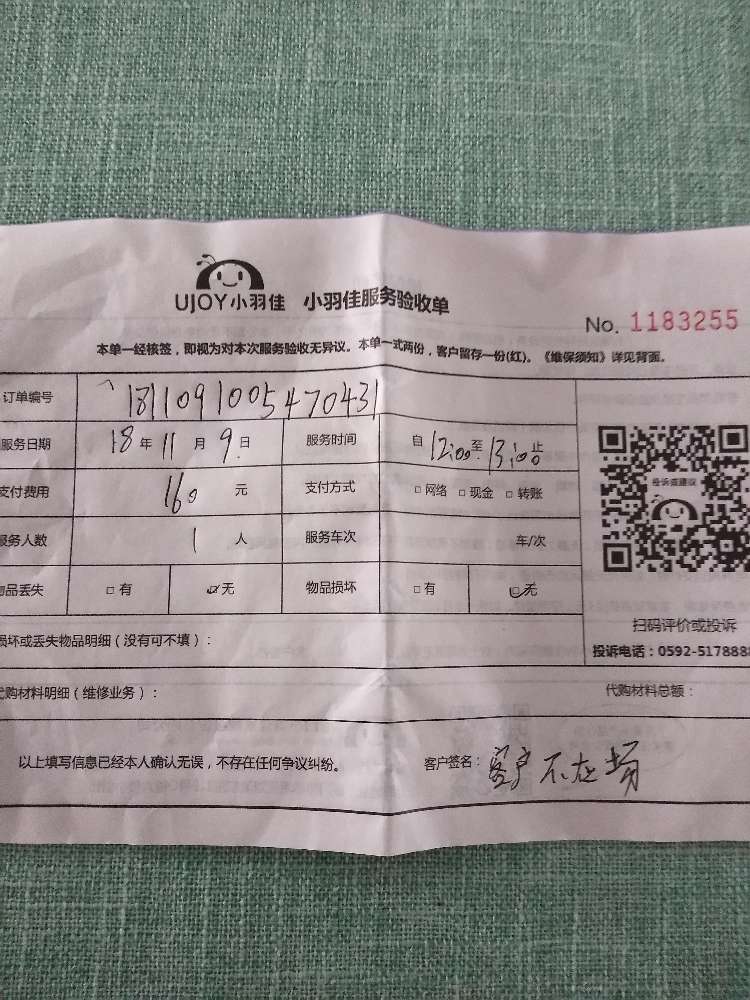 UJOY小羽佳 小羽佳服务验收单
No. 1183255
本单一经核签，即视为对本次服务验收无异议。本单一式两份，客户留存一份(红)。《维保须知》详见背面。
订单编号 1811091005470431
服务日期 18年11月9日 服务时间 自12:00至13:00止
支付费用 160元 支付方式 □网络 □现金 □转账
服务人数 1人 服务车次 车/次
物品丢失 □有 ☑无 物品损坏 □有 ☑无
投诉或建议
扫码评价或投诉
损坏或丢失物品明细（没有可不填）：
投诉电话：0592-5178888
代购材料明细（维修业务）： 代购材料总额：
以上填写信息已经本人确认无误，不存在任何争议纠纷。 客户签名：客户不在场